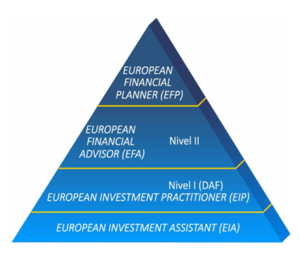 EUROPEAN
FINANCIAL
PLANNER (EFP)
EUROPEAN
FINANCIAL
ADVISOR (EFA)
Nivel II
Nivel I (DAF)
EUROPEAN INVESTMENT PRACTITIONER (EIP)
EUROPEAN INVESTMENT ASSISTANT (EIA)